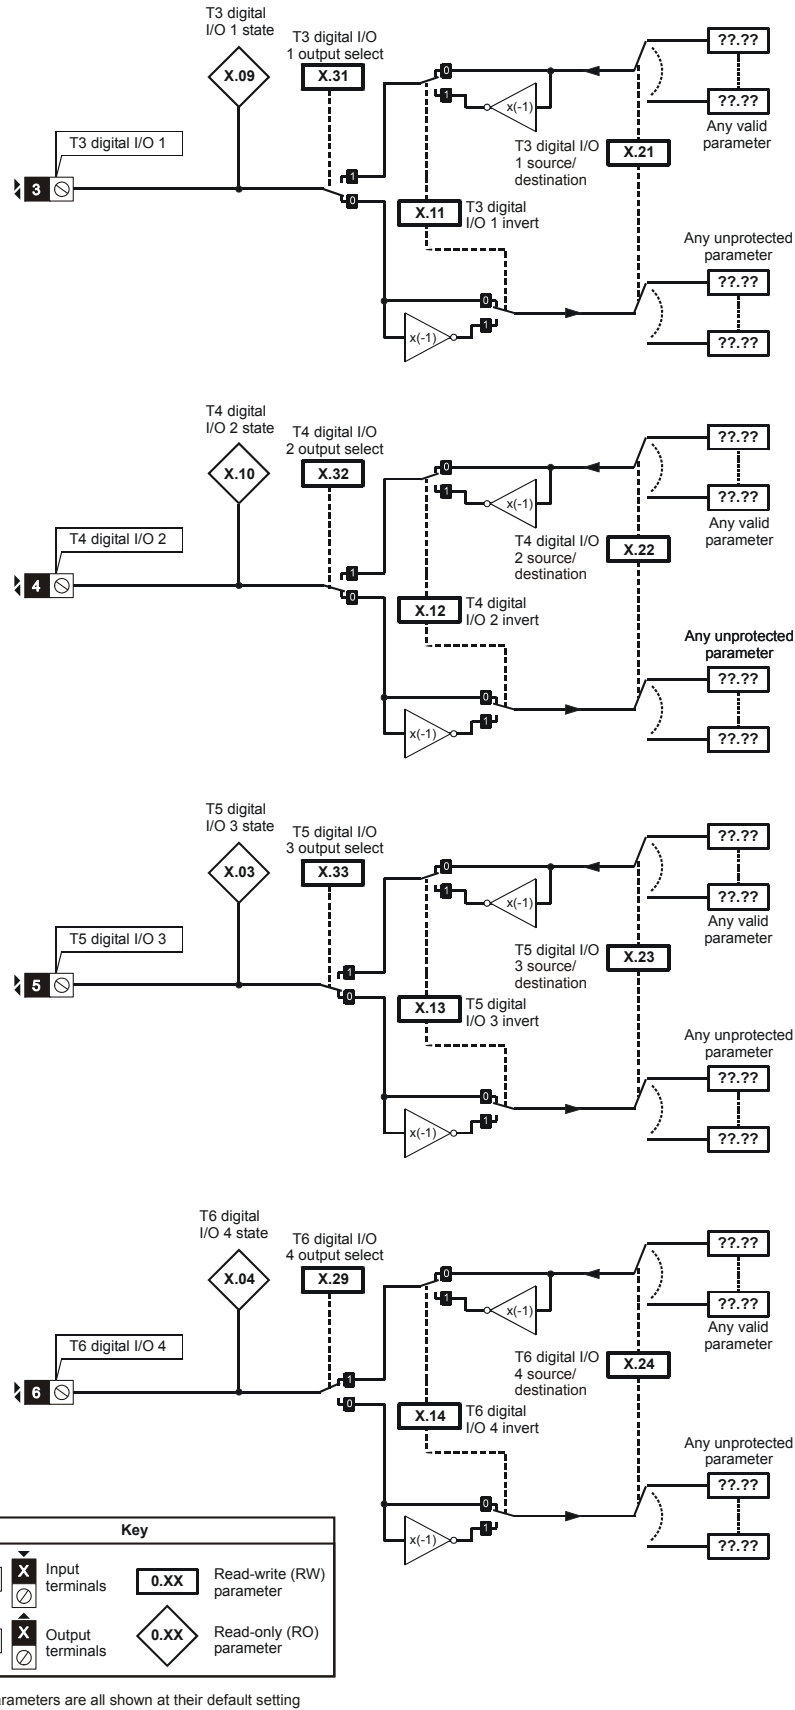 T3 digital
I/O 1 state
X.09
T3 digital I/O
1 output select
X.31
0
1
x(-1)
??.??
??.??
Any valid
parameter
T3 digital I/O
1 source/
destination
X.21
T3 digital I/O 1
3
1
0
X.11
T3 digital
I/O 1 invert
Any unprotected
parameter
??.??
??.??
0
1
x(-1)
T4 digital
I/O 2 state
X.10
T4 digital I/O
2 output select
X.32
0
1
x(-1)
??.??
??.??
Any valid
parameter
T4 digital I/O
2 source/
destination
X.22
T4 digital I/O 2
4
1
0
X.12
T4 digital
I/O 2 invert
Any unprotected
parameter
??.??
??.??
0
1
x(-1)
T5 digital
I/O 3 state
X.03
T5 digital I/O
3 output select
X.33
0
1
x(-1)
??.??
??.??
Any valid
parameter
T5 digital I/O
3 source/
destination
X.23
T5 digital I/O 3
5
1
0
X.13
T5 digital
I/O 3 invert
Any unprotected
parameter
??.??
??.??
0
1
x(-1)
T6 digital
I/O 4 state
X.04
T6 digital I/O
4 output select
X.29
0
1
x(-1)
??.??
??.??
Any valid
parameter
T6 digital I/O
4 source/
destination
X.24
T6 digital I/O 4
6
1
0
X.14
T6 digital
I/O 4 invert
Any unprotected
parameter
??.??
??.??
0
1
x(-1)
Key
X
Input
terminals
0.XX
Read-write (RW)
parameter
X
Output
terminals
0.XX
Read-only (RO)
parameter
arameters are all shown at their default setting